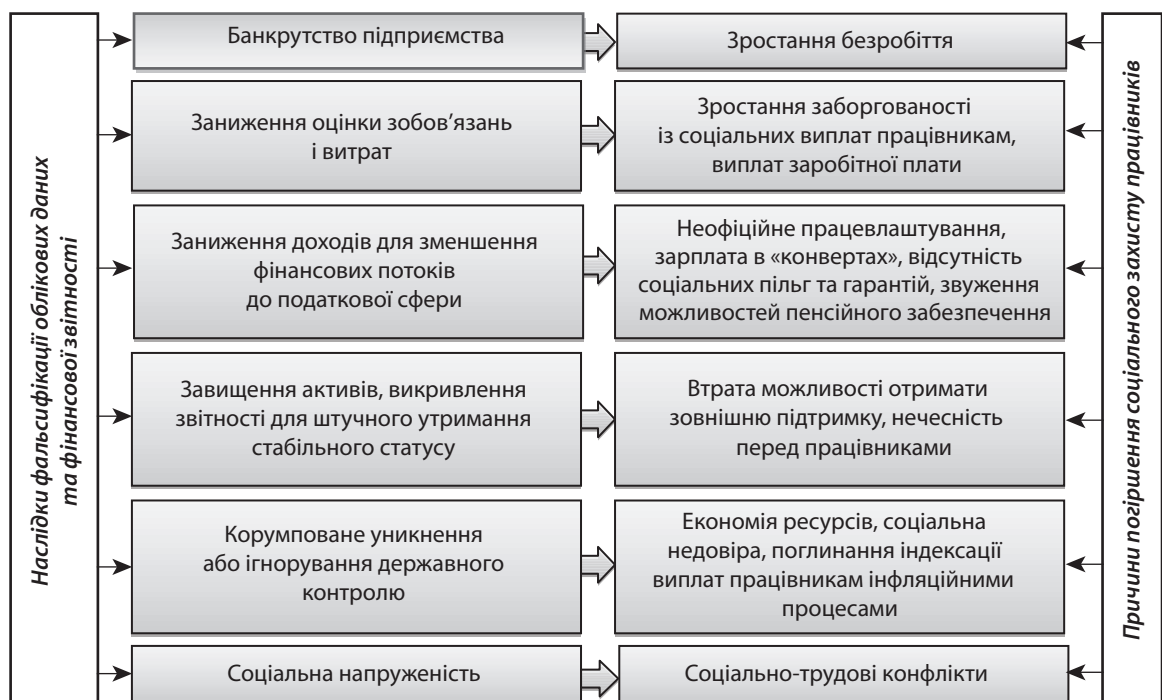 Наслідки фальсифікації облікових даних
та фінансової звітності
Банкрутство підприємства
Зростання безробіття
Заниження оцінки зобов'язань
і витрат
Зростання заборгованості
із соціальних виплат працівникам,
виплат заробітної плати
Заниження доходів для зменшення
фінансових потоків
до податкової сфери
Неофіційне працевлаштування,
зарплата в «конвертах», відсутність
соціальних пільг та гарантій, звуження
можливостей пенсійного забезпечення
Завищення активів, викривлення
звітності для штучного утримання
стабільного статусу
Втрата можливості отримати
зовнішню підтримку, нечесність
перед працівниками
Корумповане уникнення
або ігнорування державного
контролю
Економія ресурсів, соціальна
недовіра, поглинання індексації
виплат працівникам інфляційними
процесами
Соціальна напруженість
Соціально-трудові конфлікти
Причини погіршення соціального захисту працівників